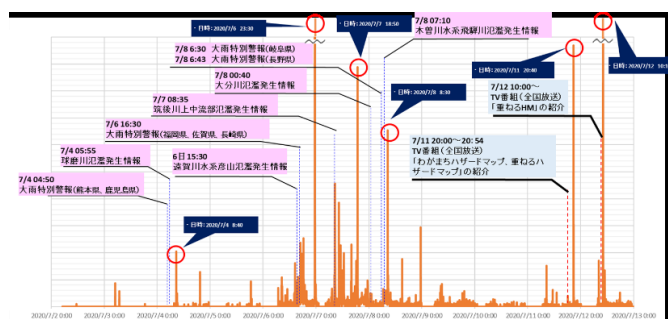 ・日時:2020/7/6 23:30
・日時:2020/7/7 18:50
7/8 07:10
木曽川水系飛騨川氾濫発生情報
7/8 6:30 大雨特別警報(岐阜県)
7/8 6:43 大雨特別警報(長野県)
7/8 00:40
大分川氾濫発生情報
7/7 08:35
筑後川上中流部氾濫発生情報
7/6 16:30
大雨特別警報(福岡県、佐賀県、長崎県)
7/4 05:55
球磨川氾濫発生情報
6日 15:30
遠賀川水系彦山氾濫発生情報
7/4 04:50
大雨特別警報(熊本県、鹿児島県)
・日時:2020/7/4 8:40
・日時:2020/7/8 8:30
・日時:2020/7/11 20:40
・日時:2020/7/12 10:
7/12 10:00~
TV番組(全国放送)
「重ねるHM」の紹介
7/11 20:00~20:54
TV番組(全国放送)
「わがまちハザードマップ、重ねるハ
ザードマップ」の紹介
2020/7/2 0:00
2020/7/3 0:00
2020/7/4 0:00
2020/7/5 0:00
2020/7/6 0:00
2020/7/7 0:00
2020/7/8 0:00
2020/7/9 0:00
2020/7/10 0:00
2020/7/11 0:00
2020/7/12 0:00
2020/7/13 0:00